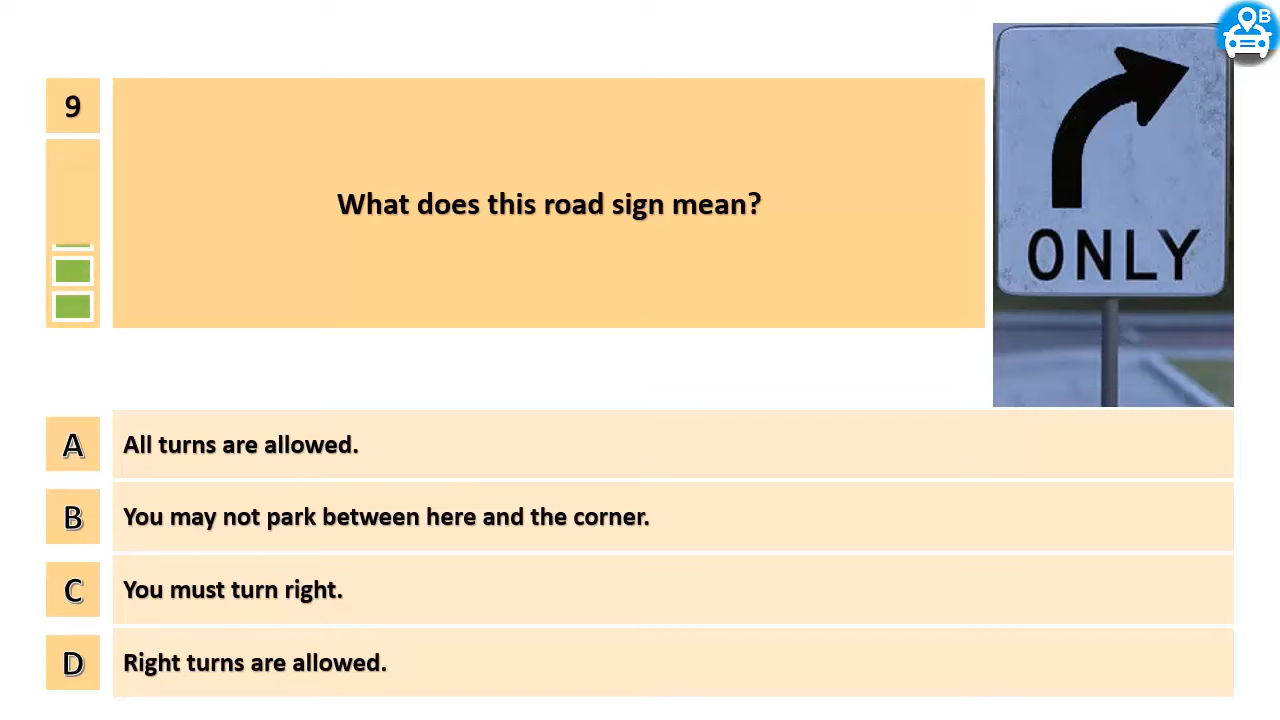 B
9
What does this road sign mean?
ONLY
A
All turns are allowed.
B
You may not park between here and the corner.
C
You must turn right.
D
Right turns are allowed.